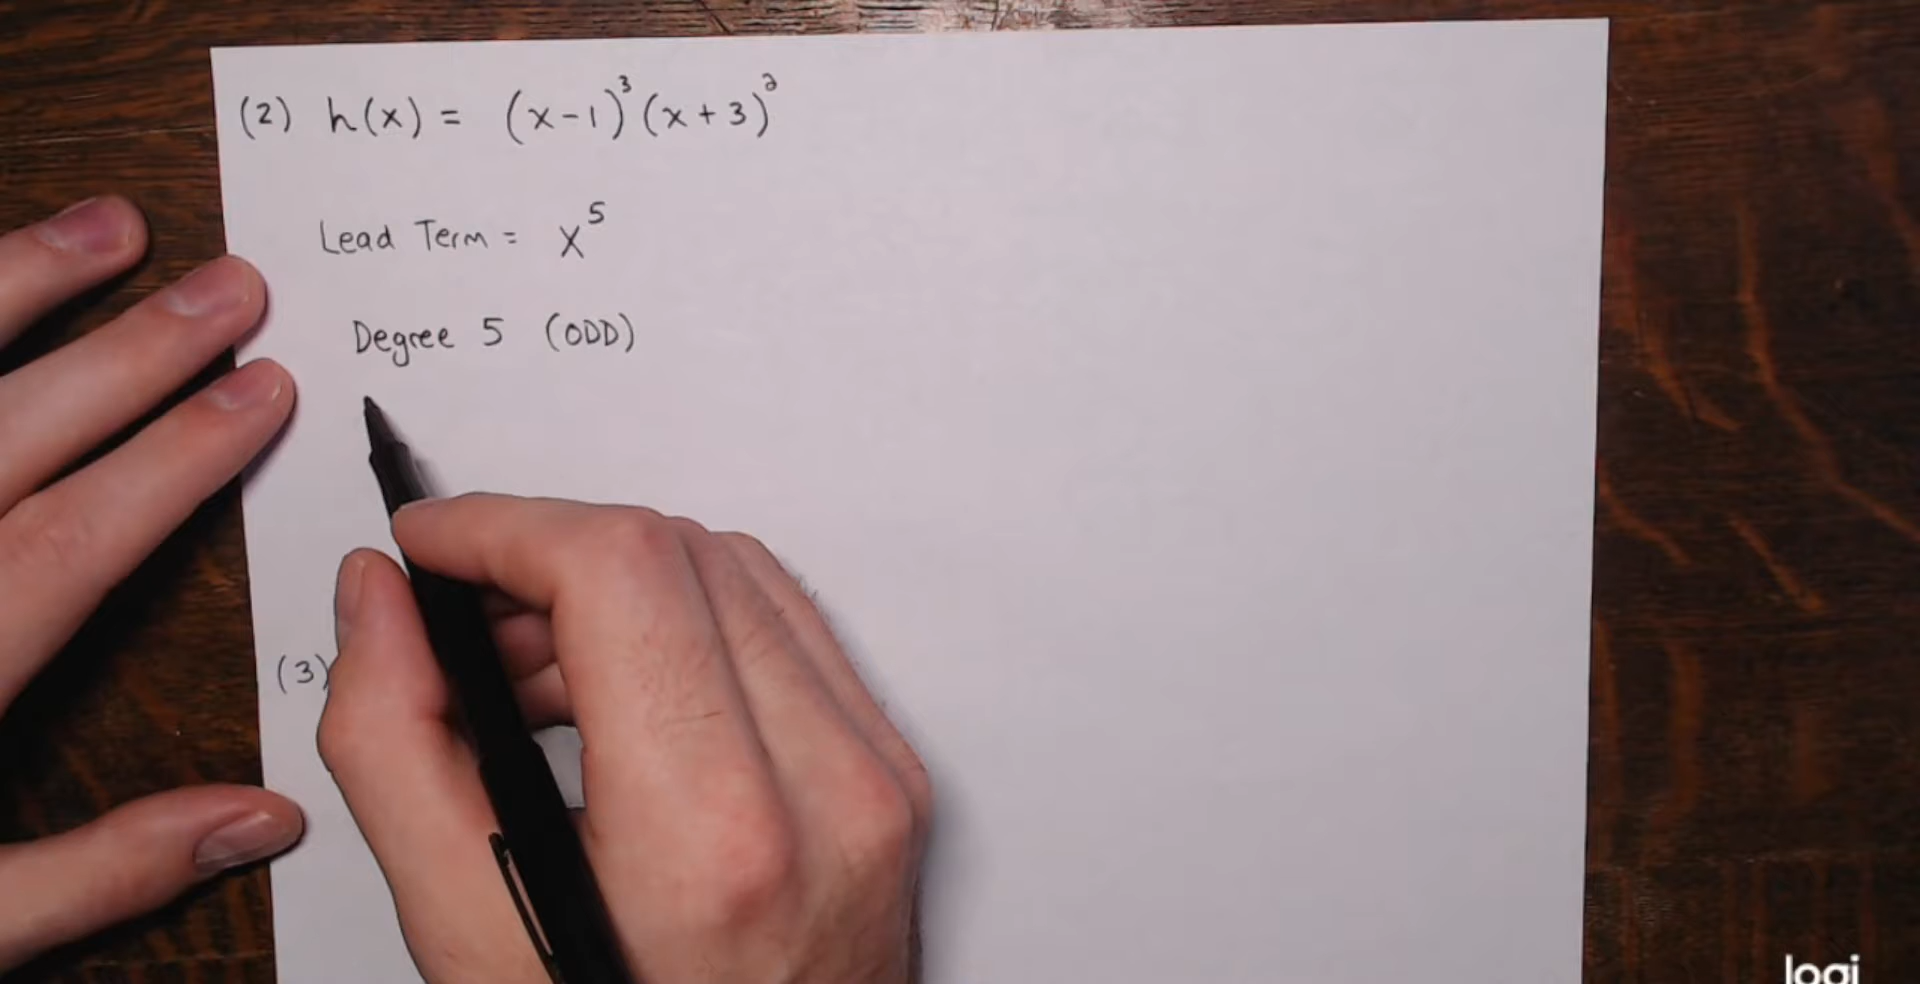 (2) h(x) = (x-1)³(x+3)²
Lead Term = x⁵
Degree 5 (ODD)
(3)
logi